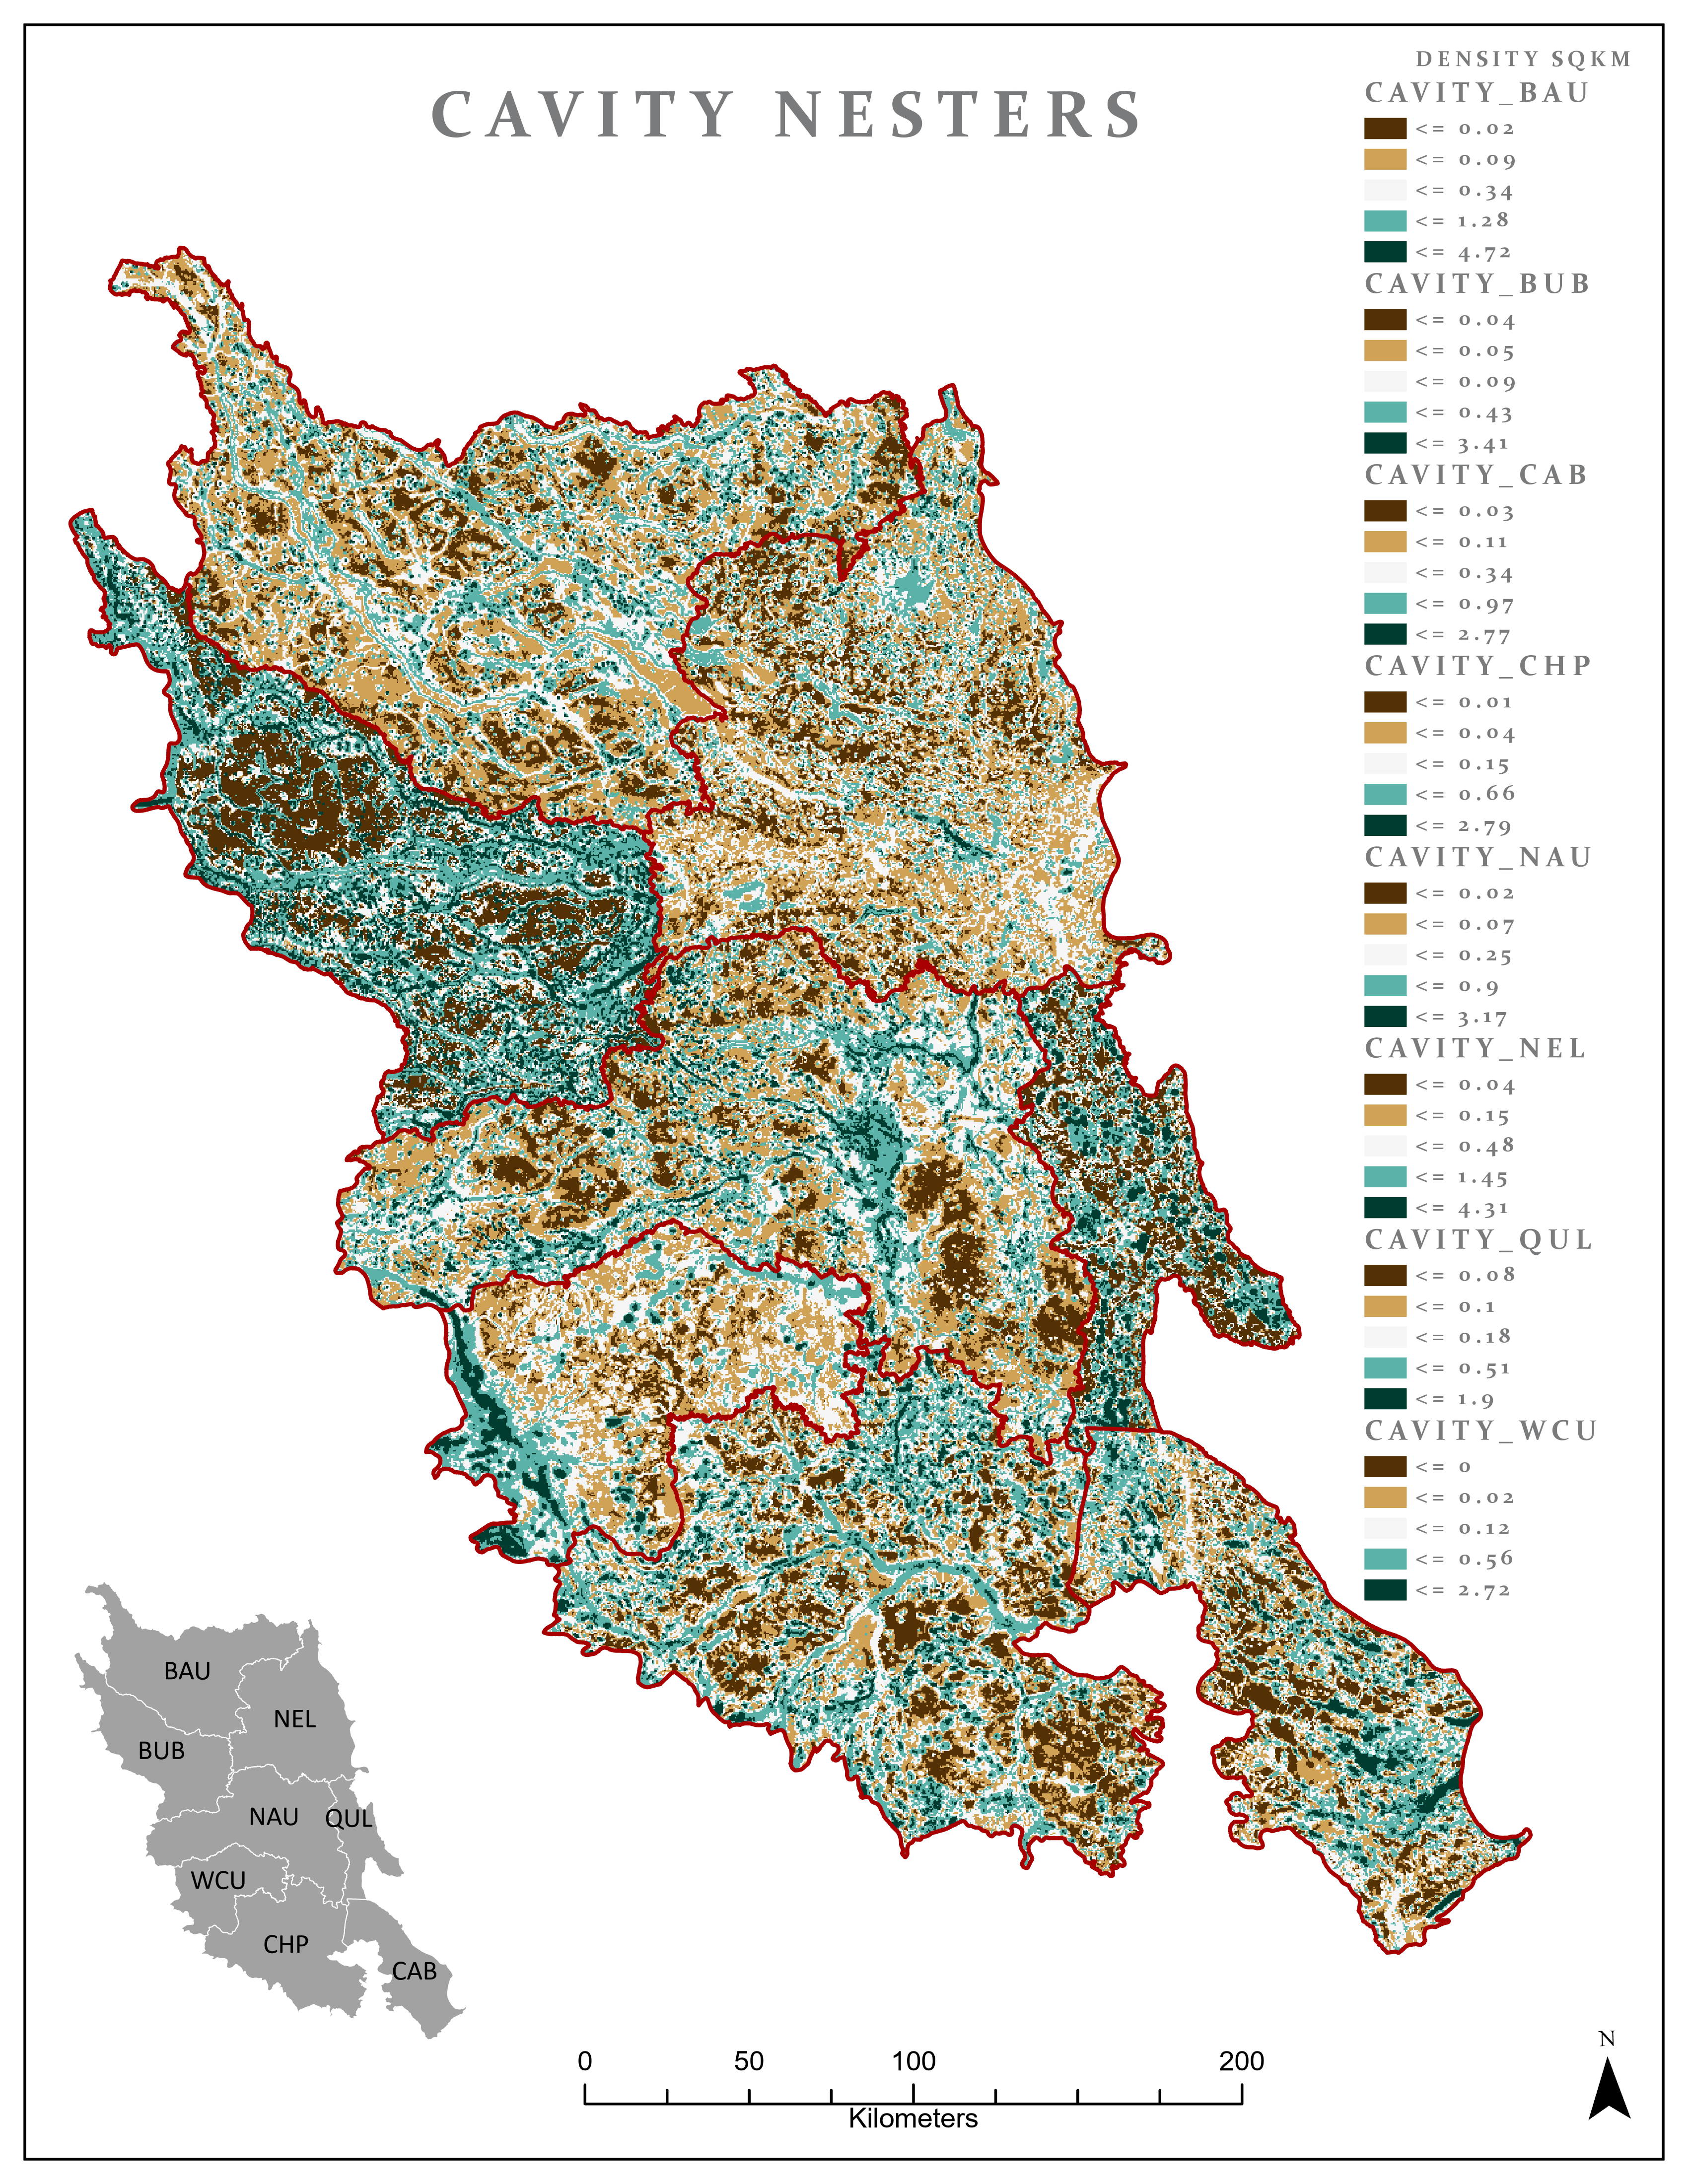 DENSITY SQKM
CAVITY NESTERS
CAVITY_BAU
<= 0.02
<= 0.09
<= 0.34
<= 1.28
<= 4.72
CAVITY_BUB
<= 0.04
<= 0.05
<= 0.09
<= 0.43
<= 3.41
CAVITY_CAB
<= 0.03
<= 0.11
<= 0.34
<= 0.97
<= 2.77
CAVITY_CHP
<= 0.01
<= 0.04
<= 0.15
<= 0.66
<= 2.79
CAVITY_NAU
<= 0.02
<= 0.07
<= 0.25
<= 0.9
<= 3.17
CAVITY_NEL
<= 0.04
<= 0.15
<= 0.48
<= 1.45
<= 4.31
CAVITY_QUL
<= 0.08
<= 0.1
<= 0.18
<= 0.51
<= 1.9
CAVITY_WCU
<= 0
<= 0.02
<= 0.12
<= 0.56
<= 2.72
BAU
NEL
BUB
NAU QUL
WCU
CHP
CAB
0 50 100 200
Kilometers
N